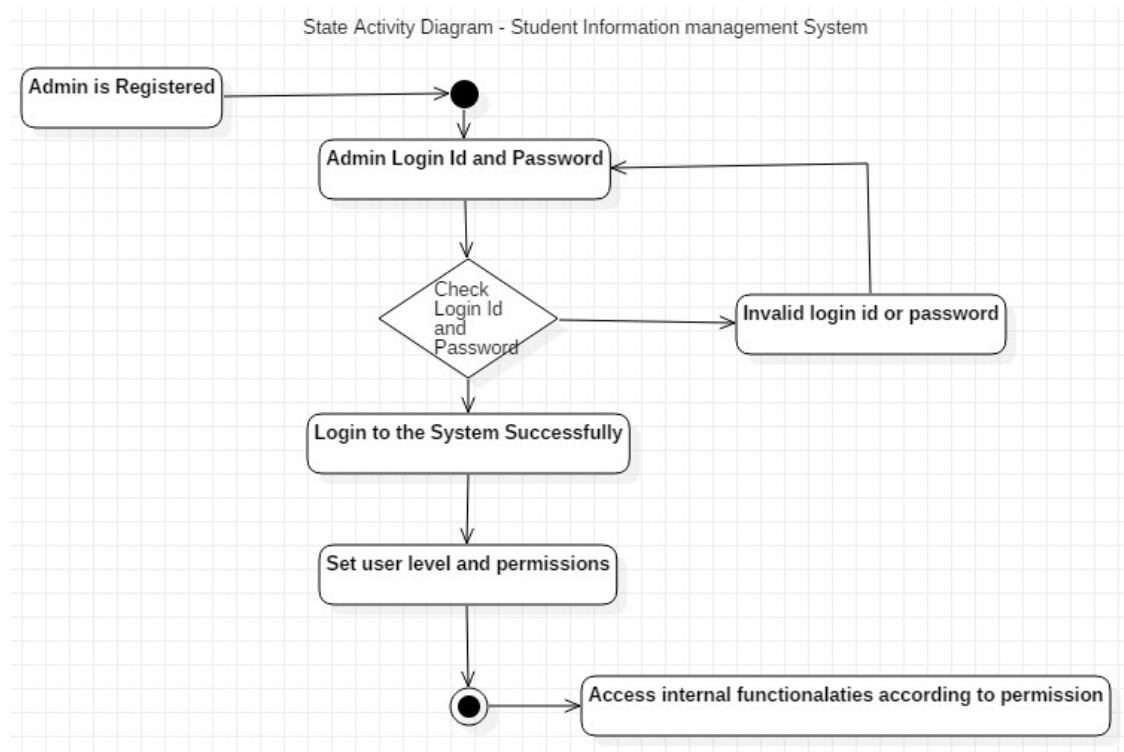 State Activity Diagram - Student Information management System
Admin is Registered
Admin Login Id and Password
Check
Login Id
and
Password
Invalid login id or password
Login to the System Successfully
Set user level and permissions
Access internal functionalaties according to permission